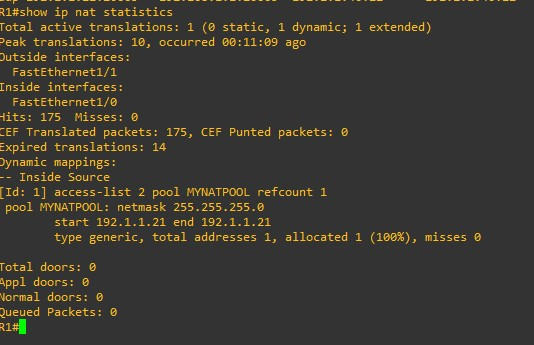 R1#show ip nat statistics
Total active translations: 1 (0 static, 1 dynamic; 1 extended)
Peak translations: 10, occurred 00:11:09 ago
Outside interfaces:
  FastEthernet1/1
Inside interfaces:
  FastEthernet1/0
Hits: 175  Misses: 0
CEF Translated packets: 175, CEF Punted packets: 0
Expired translations: 14
Dynamic mappings:
-- Inside Source
[Id: 1] access-list 2 pool MYNATPOOL refcount 1
 pool MYNATPOOL: netmask 255.255.255.0
        start 192.1.1.21 end 192.1.1.21
        type generic, total addresses 1, allocated 1 (100%), misses 0

Total doors: 0
Appl doors: 0
Normal doors: 0
Queued Packets: 0
R1#